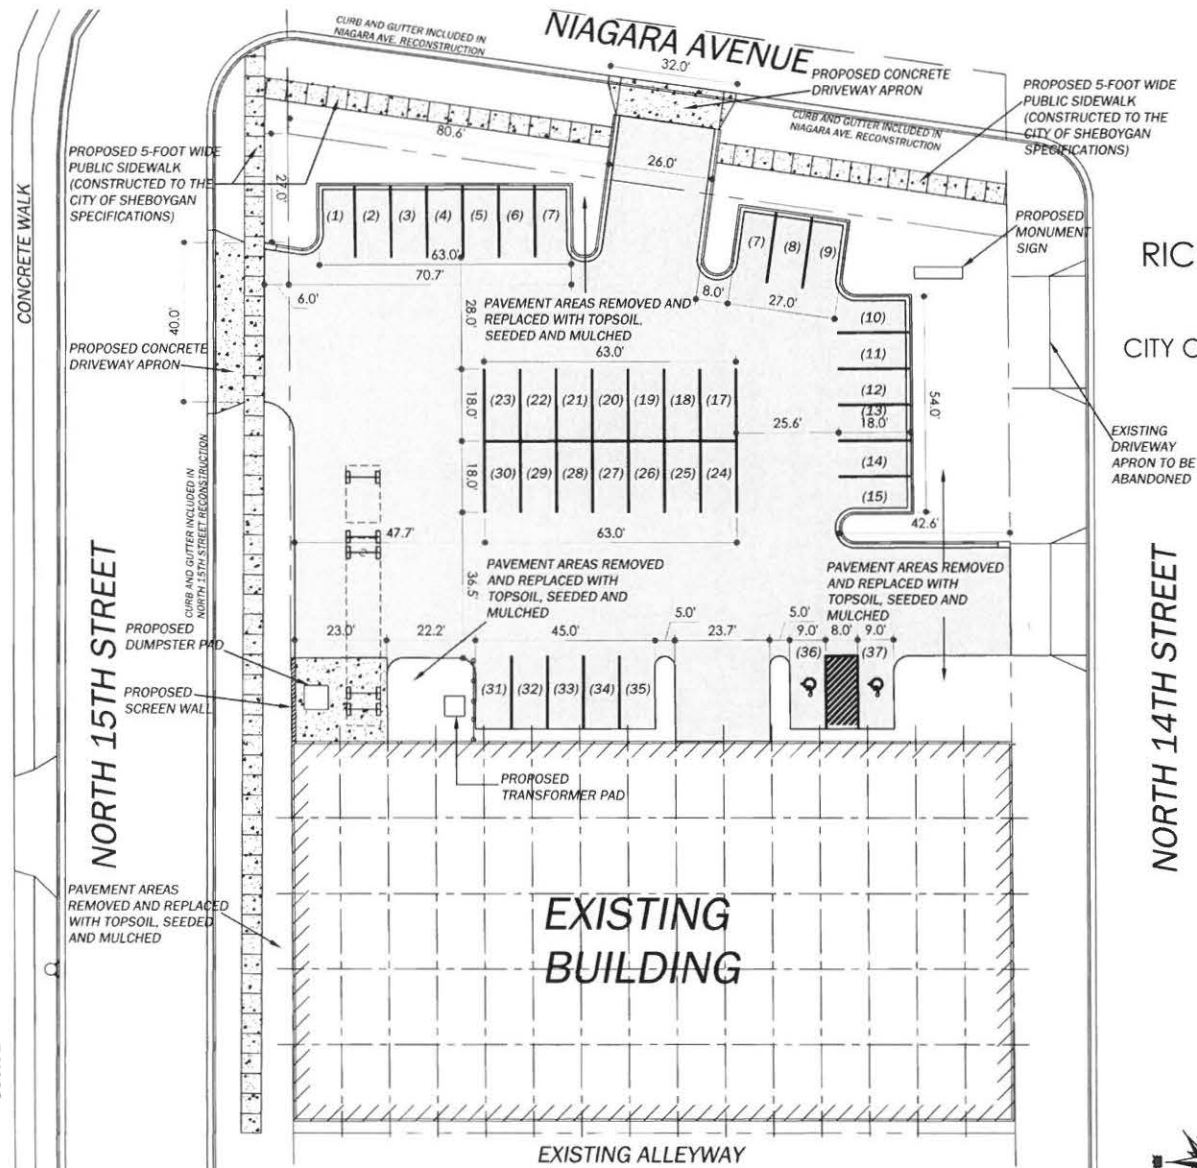 NIAGARA AVENUE
CURB AND GUTTER INCLUDED IN
NIAGARA AVE. RECONSTRUCTION
32.0'
PROPOSED CONCRETE
DRIVEWAY APRON
PROPOSED 5-FOOT WIDE
PUBLIC SIDEWALK
(CONSTRUCTED TO THE
CITY OF SHEBOYGAN
SPECIFICATIONS)
CURB AND GUTTER INCLUDED IN
NIAGARA AVE. RECONSTRUCTION
80.6'
26.0'
PROPOSED 5-FOOT WIDE
PUBLIC SIDEWALK
(CONSTRUCTED TO THE
CITY OF SHEBOYGAN
SPECIFICATIONS)
27.0'
CONCRETE WALK
(1) (2) (3) (4) (5) (6) (7)
63.0'
70.7'
6.0'
(7) (8) (9)
8.0'
27.0'
PROPOSED
MONUMENT
SIGN
RIC
CITY O
40.0'
28.0'
PAVEMENT AREAS REMOVED AND
REPLACED WITH TOPSOIL,
SEEDED AND MULCHED
(10)
(11)
(12)
(13)
18.0'
(14)
(15)
54.0'
25.6'
42.6'
PROPOSED CONCRETE
DRIVEWAY APRON
63.0'
18.0'
(23) (22) (21) (20) (19) (18) (17)
18.0'
(30) (29) (28) (27) (26) (25) (24)
63.0'
EXISTING
DRIVEWAY
APRON TO BE
ABANDONED
CURB AND GUTTER INCLUDED IN
NORTH 15TH STREET RECONSTRUCTION
47.7'
36.5'
PAVEMENT AREAS REMOVED
AND REPLACED WITH
TOPSOIL, SEEDED AND
MULCHED
PAVEMENT AREAS REMOVED
AND REPLACED WITH
TOPSOIL, SEEDED AND
MULCHED
NORTH 15TH STREET
NORTH 14TH STREET
PROPOSED
DUMPSTER PAD
23.0' 22.2' 45.0' 5.0' 23.7' 5.0' 9.0' 8.0' 9.0'
(36) (37)
PROPOSED
SCREEN WALL
(31) (32) (33) (34) (35)
PROPOSED
TRANSFORMER PAD
PAVEMENT AREAS
REMOVED AND REPLACED
WITH TOPSOIL, SEEDED
AND MULCHED
EXISTING
BUILDING
EXISTING ALLEYWAY